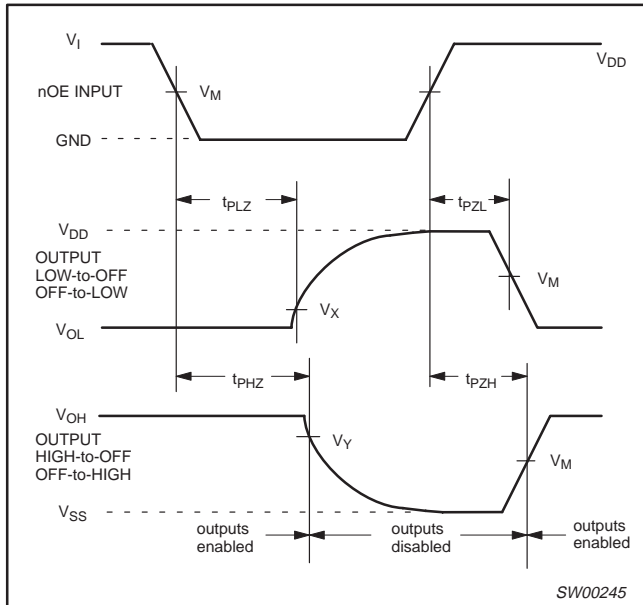 VI
VDD
nOE INPUT
VM
GND
tPLZ
tPZL
VDD
OUTPUT
LOW-to-OFF
OFF-to-LOW
VM
VX
VOL
tPHZ
tPZH
VOH
OUTPUT
HIGH-to-OFF
OFF-to-HIGH
VY
VM
VSS
outputs
enabled
outputs
disabled
outputs
enabled
SW00245